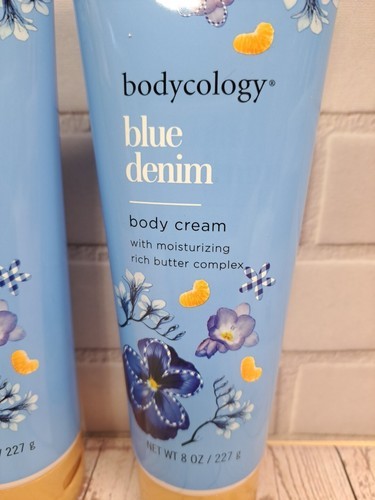 bodycology®
blue
denim
body cream
with moisturizing
rich butter complex
NET WT 8 OZ / 227 g
/ 227 g